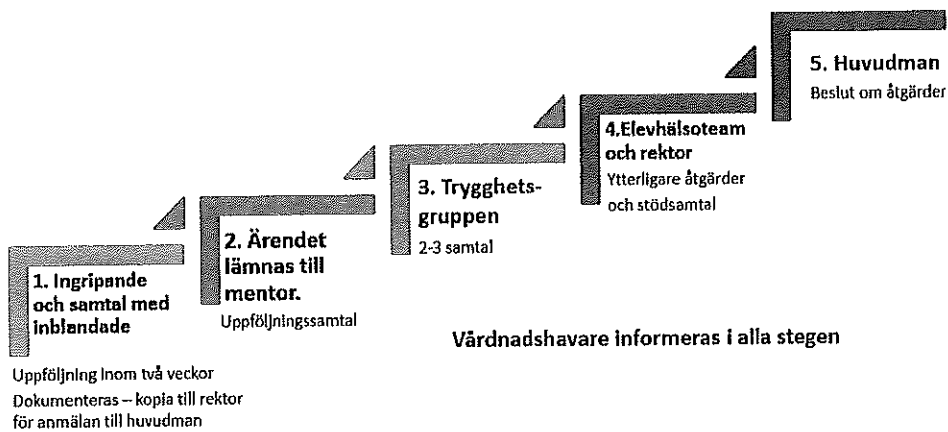 1. Ingripande
och samtal med
inblandade
Uppföljning inom två veckor
Dokumenteras – kopia till rektor
för anmälan till huvudman
2. Ärendet
lämnas till
mentor.
Uppföljningssamtal
3. Trygghets-
gruppen
2-3 samtal
4.Elevhälsoteam
och rektor
Ytterligare åtgärder
och stödsamtal
5. Huvudman
Beslut om åtgärder
Vårdnadshavare informeras i alla stegen